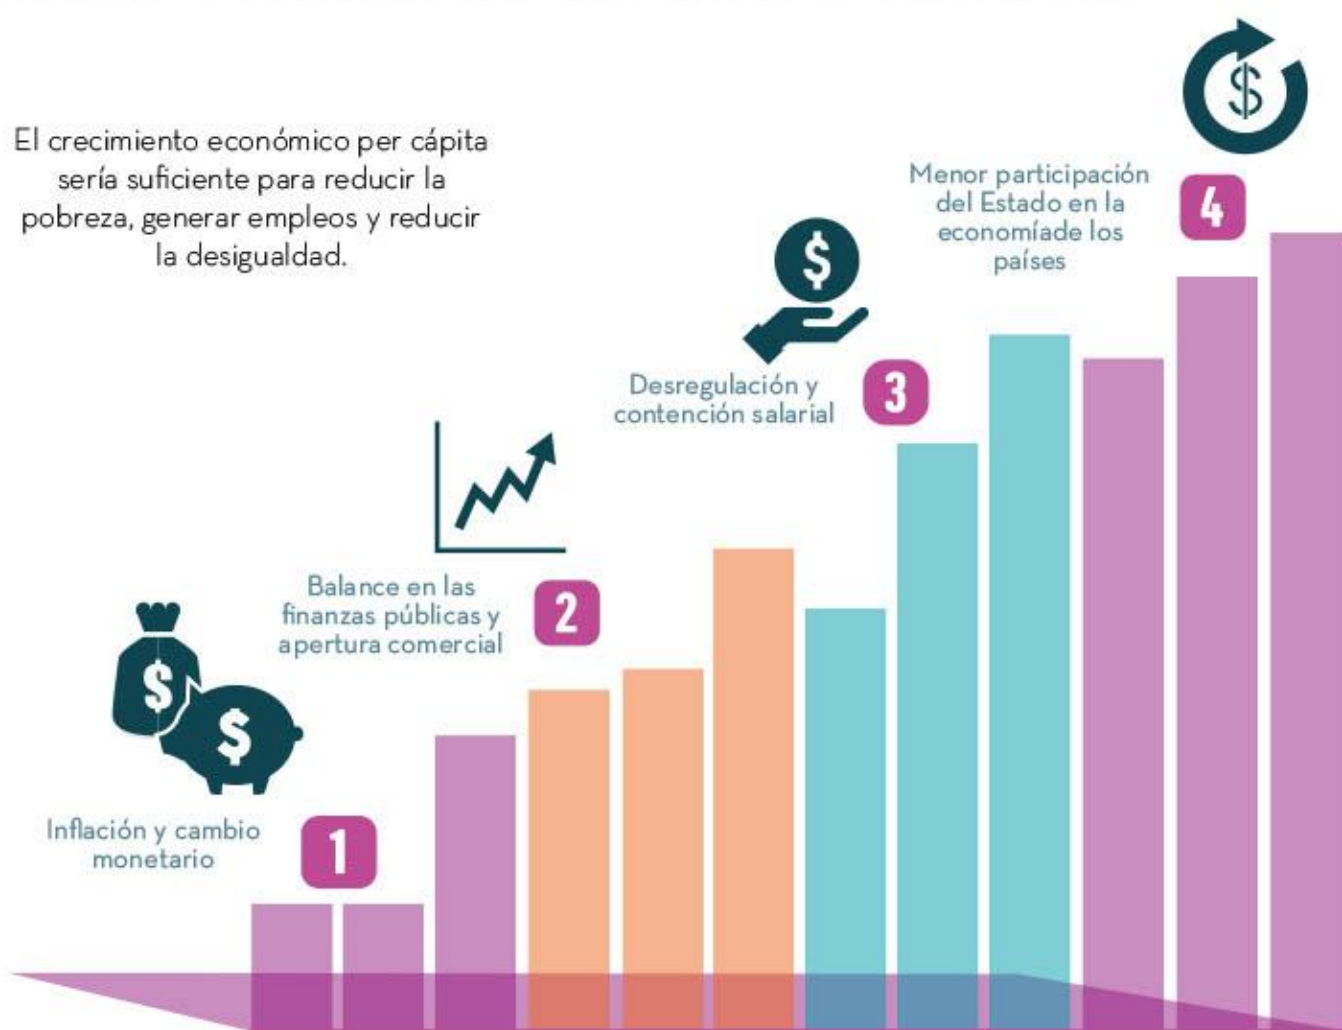 El crecimiento económico per cápita
sería suficiente para reducir la
pobreza, generar empleos y reducir
la desigualdad.
$
Menor participación
del Estado en la
economíade los
países
4
$
Desregulación y
contención salarial
3
Balance en las
finanzas públicas y
apertura comercial
2
$
$
Inflación y cambio
monetario
1